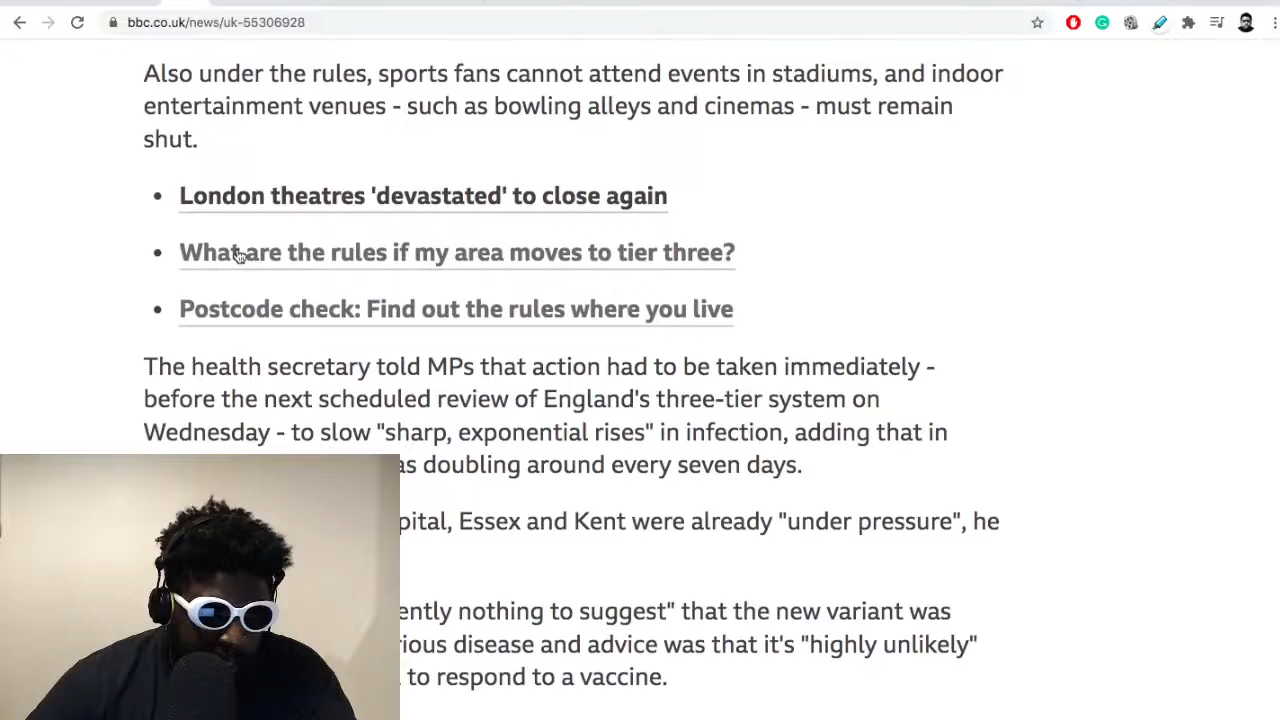 bbc.co.uk/news/uk-55306928
Also under the rules, sports fans cannot attend events in stadiums, and indoor
entertainment venues - such as bowling alleys and cinemas - must remain
shut.
• London theatres 'devastated' to close again
• What are the rules if my area moves to tier three?
• Postcode check: Find out the rules where you live
The health secretary told MPs that action had to be taken immediately -
before the next scheduled review of England's three-tier system on
Wednesday - to slow "sharp, exponential rises" in infection, adding that in
doubling around every seven days.
Essex and Kent were already "under pressure", he
nothing to suggest" that the new variant was
disease and advice was that it's "highly unlikely"
to respond to a vaccine.